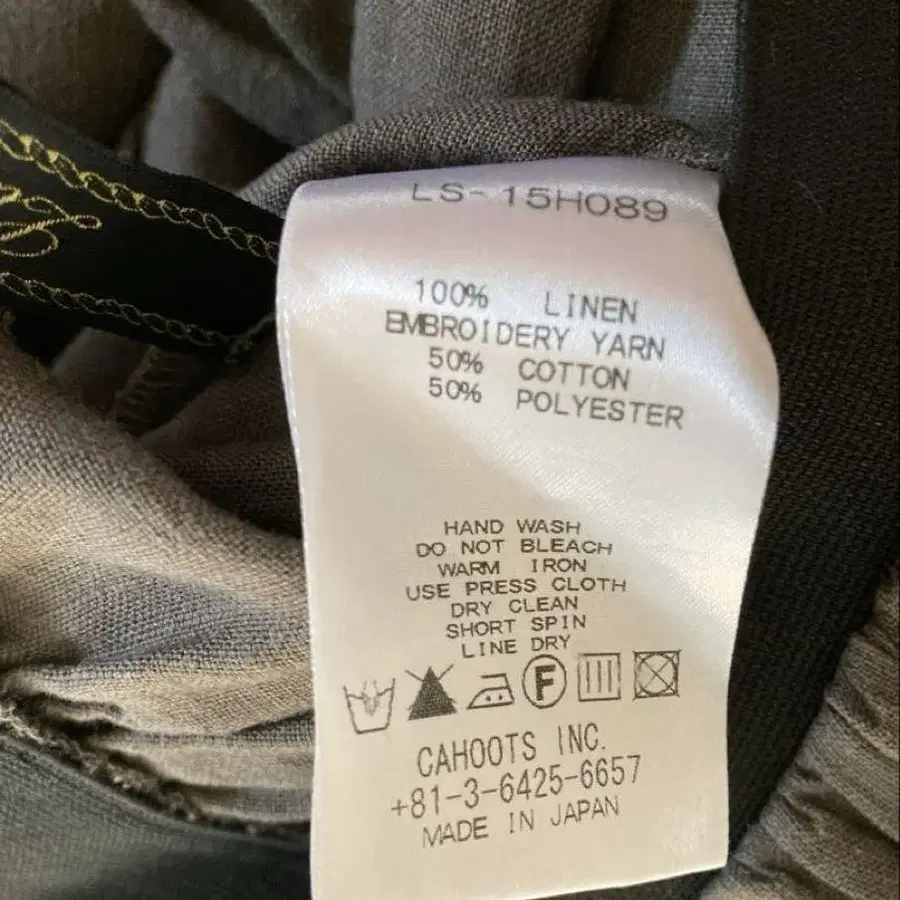 LS-15H089
100% LINEN
EMBROIDERY YARN
50% COTTON
50% POLYESTER
HAND WASH
DO NOT BLEACH
WARM IRON
USE PRESS CLOTH
DRY CLEAN
SHORT SPIN
LINE DRY
F
CAHOOTS INC.
+81-3-6425-6657
MADE IN JAPAN